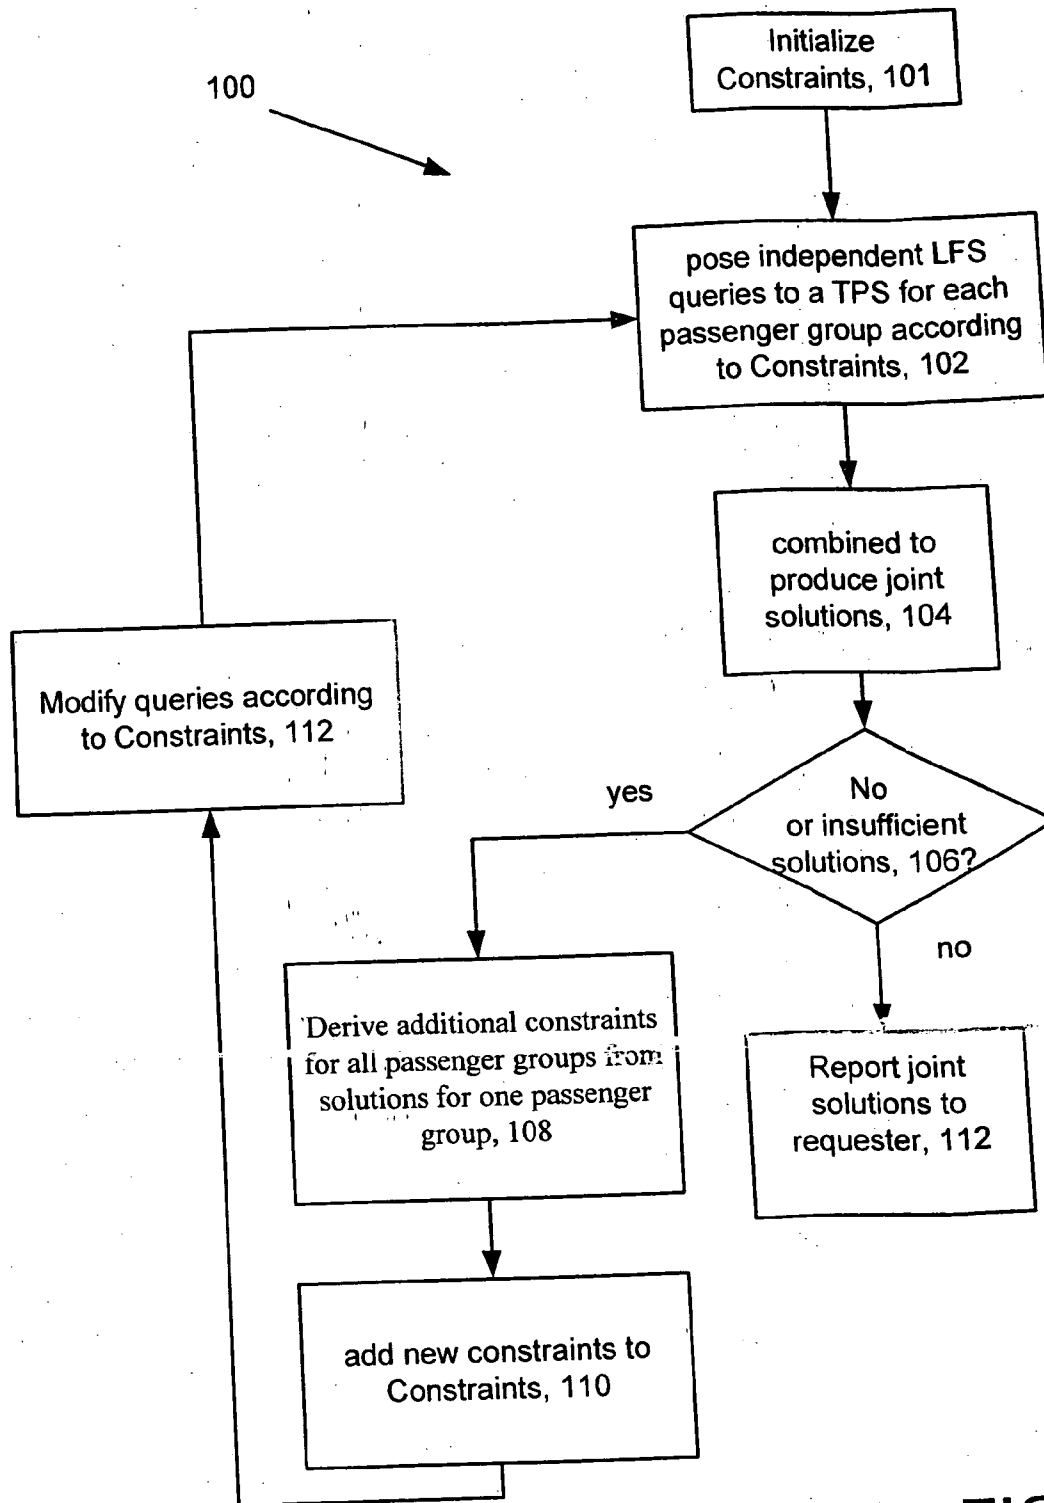 Initialize
Constraints, 101
100
pose independent LFS
queries to a TPS for each
passenger group according
to Constraints, 102
combined to
produce joint
solutions, 104
Modify queries according
to Constraints, 112
yes
No
or insufficient
solutions, 106?
no
Derive additional constraints
for all passenger groups from
solutions for one passenger
group, 108
Report joint
solutions to
requester, 112
add new constraints to
Constraints, 110